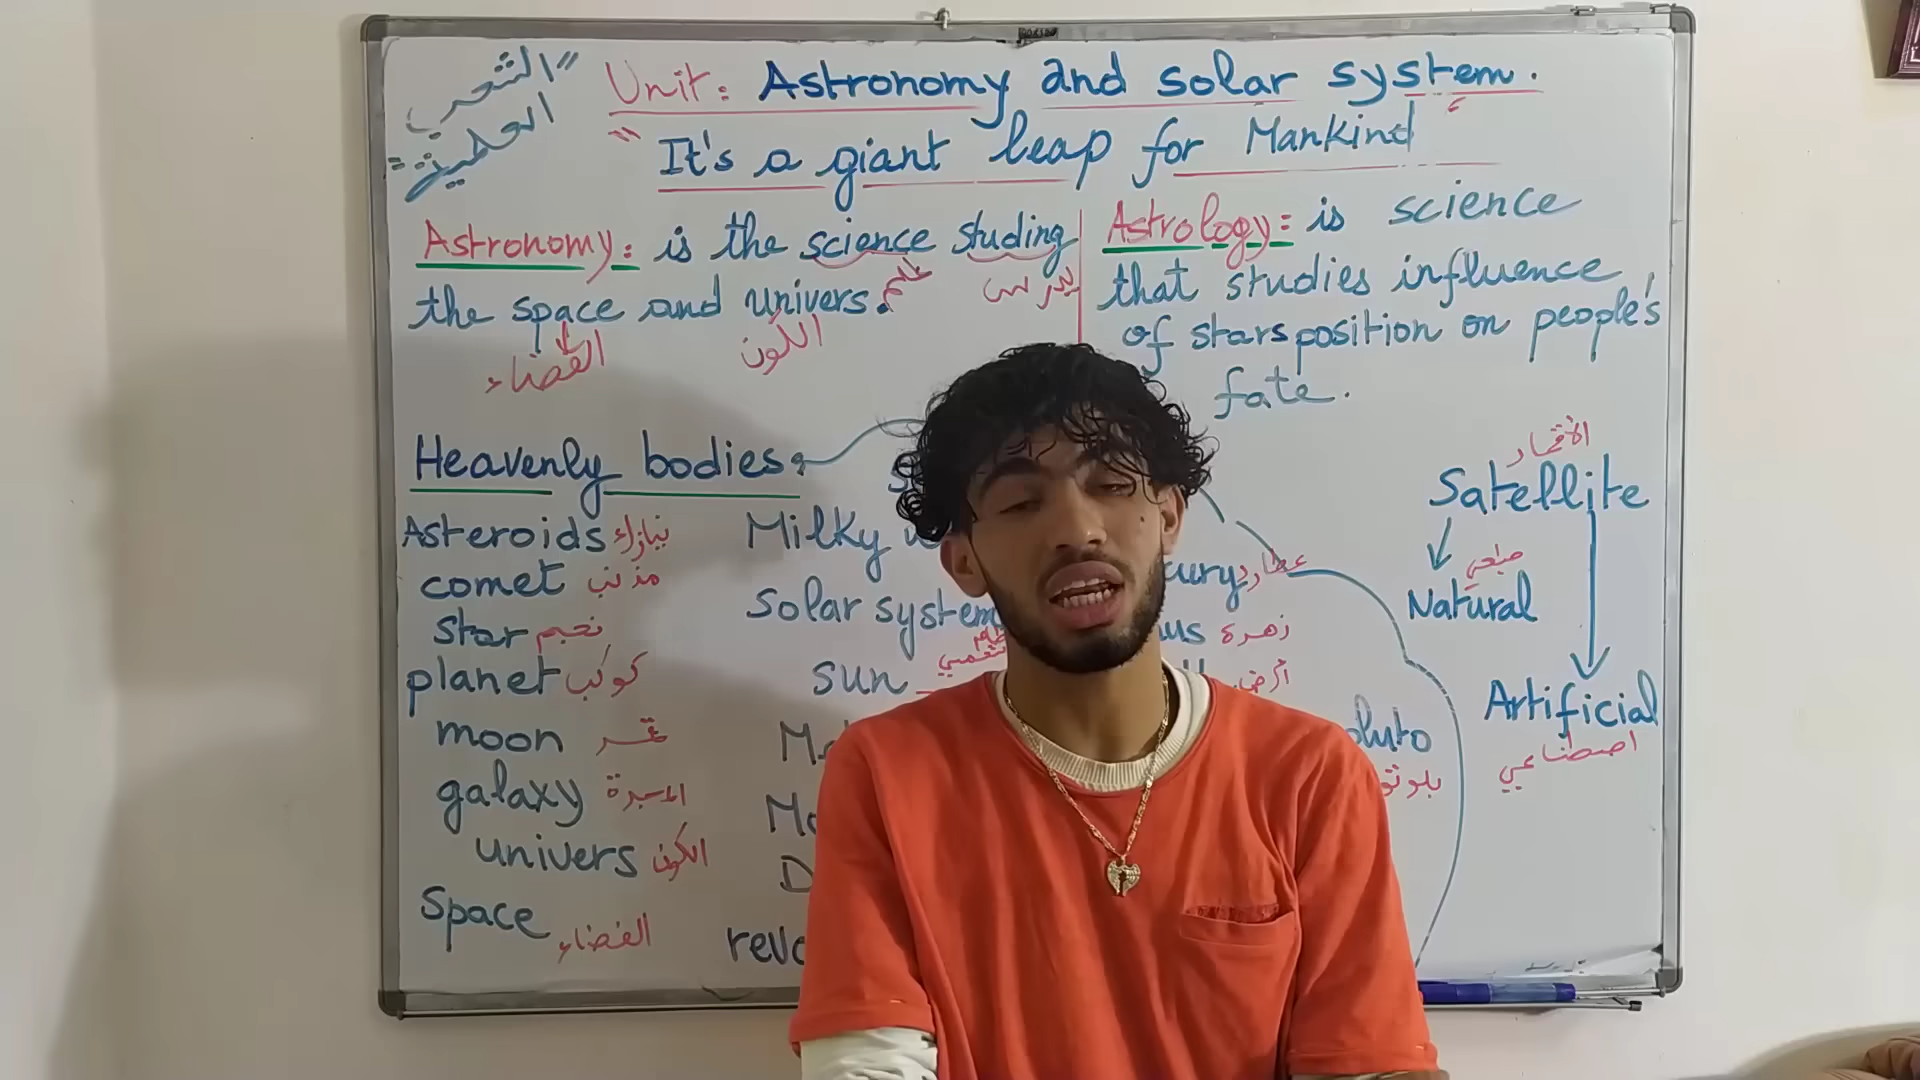 "الشعب
العلمية"
Unit: Astronomy and solar system.
"It's a giant leap for Mankind"
Astronomy: is the science studing
علم
يدرس
the space and univers.
الفضاء
الكون
Astrology: is science
that studies influence
of stars position on people's
fate.
Heavenly bodies
Asteroids نيازك
comet مذنب
star نجم
planet كوكب
moon قمر
galaxy المجرة
univers الكون
Space الفضاء
Milky
Solar system
نظام
شمسي
sun
عطارد
زهرة
pluto
الأقمار
Satellite
Natural
طبيعي
Artificial
اصطناعي